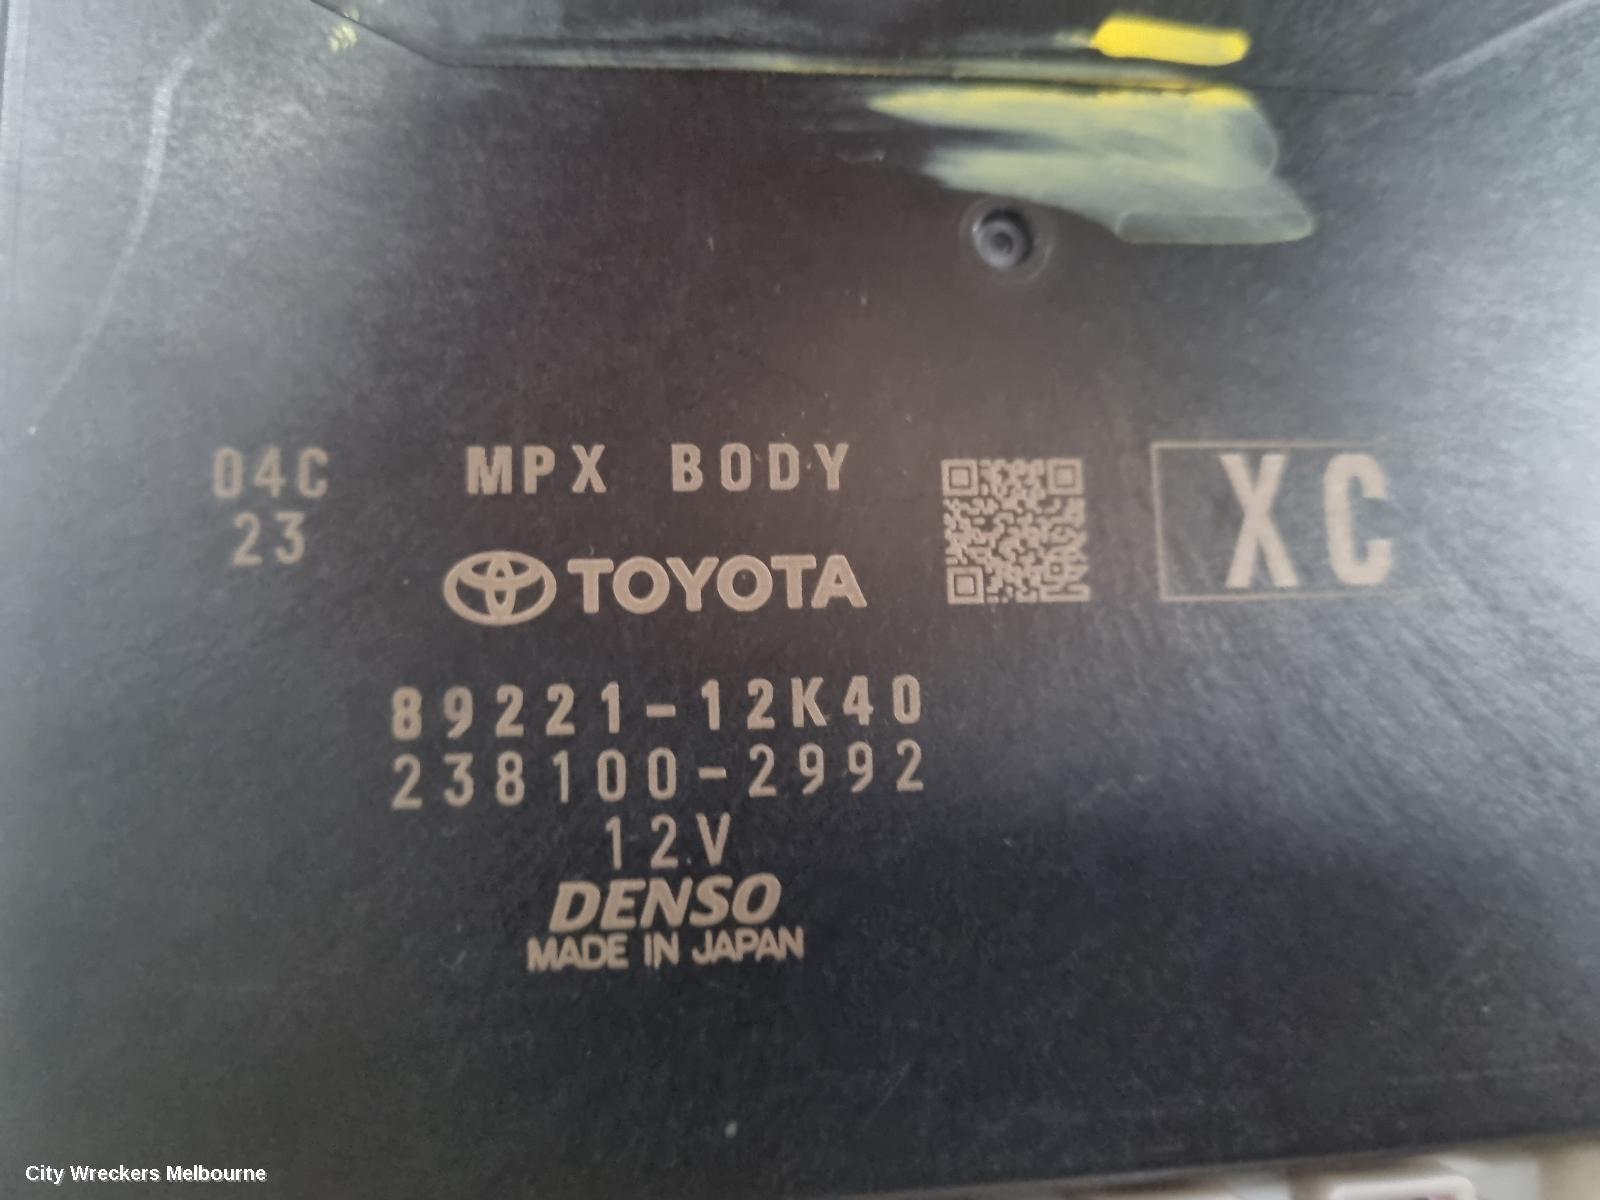 04C
23
MPX BODY
TOYOTA
XC
89221-12K40
238100-2992
12V
DENSO
MADE IN JAPAN
City Wreckers Melbourne